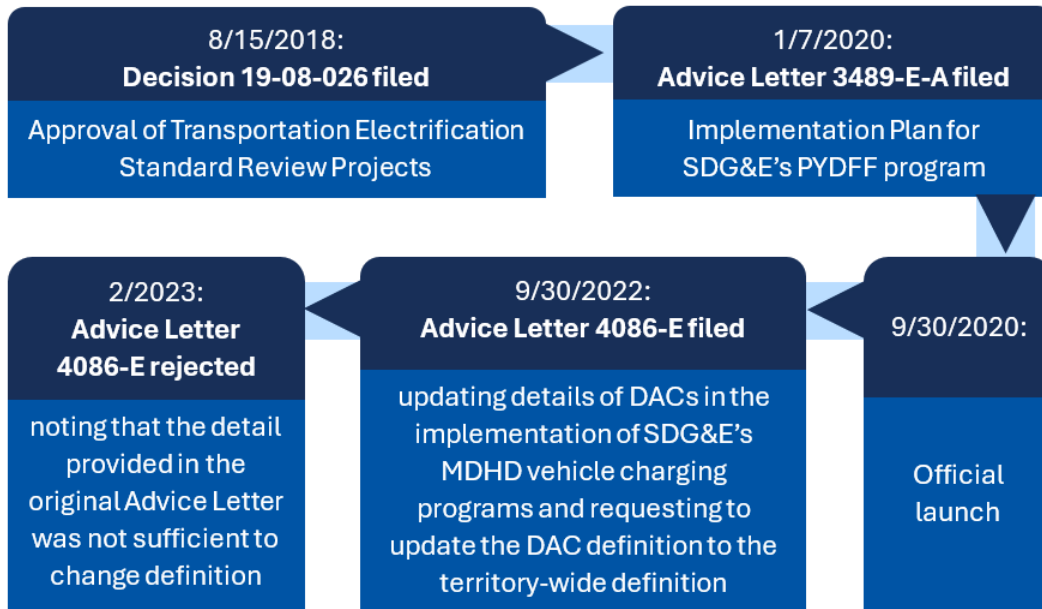 8/15/2018:
Decision 19-08-026 filed
Approval of Transportation Electrification
Standard Review Projects
1/7/2020:
Advice Letter 3489-E-A filed
Implementation Plan for
SDG&E's PYDFF program
9/30/2020:
Official
launch
9/30/2022:
Advice Letter 4086-E filed
updating details of DACs in the
implementation of SDG&E's
MDHD vehicle charging
programs and requesting to
update the DAC definition to the
territory-wide definition
2/2023:
Advice Letter
4086-E rejected
noting that the detail
provided in the
original Advice Letter
was not sufficient to
change definition